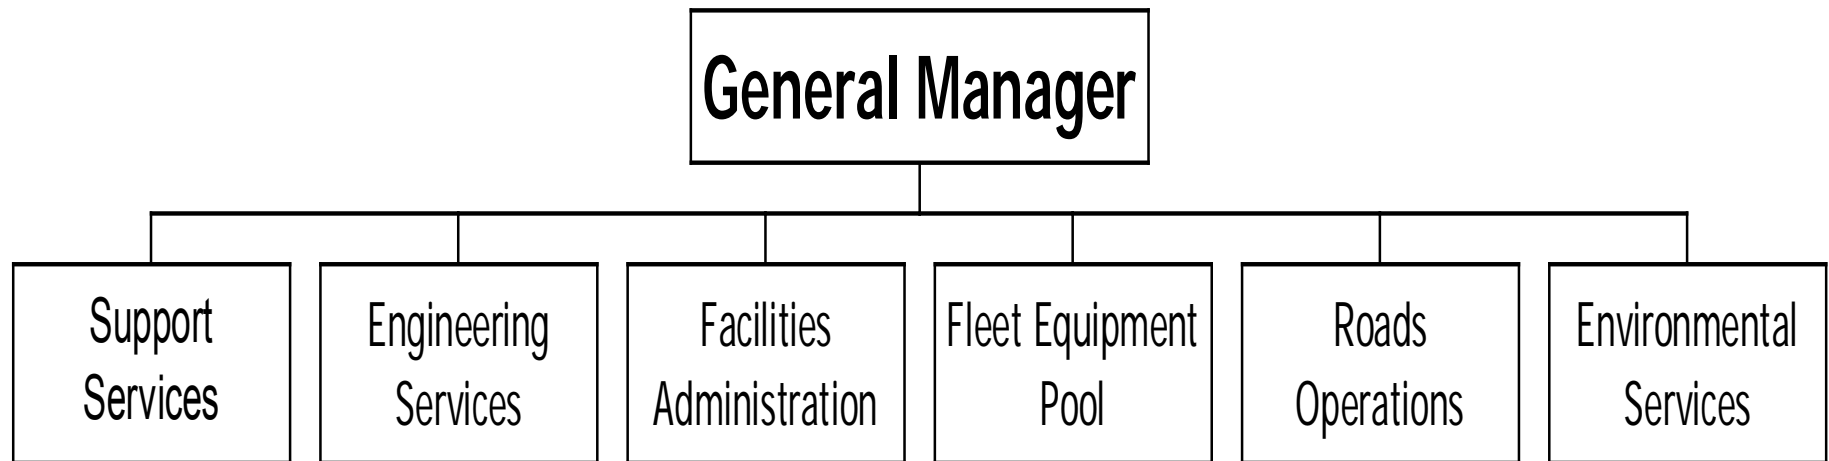 General Manager
Support
Services
Engineering
Services
Facilities
Administration
Fleet Equipment
Pool
Roads
Operations
Environmental
Services